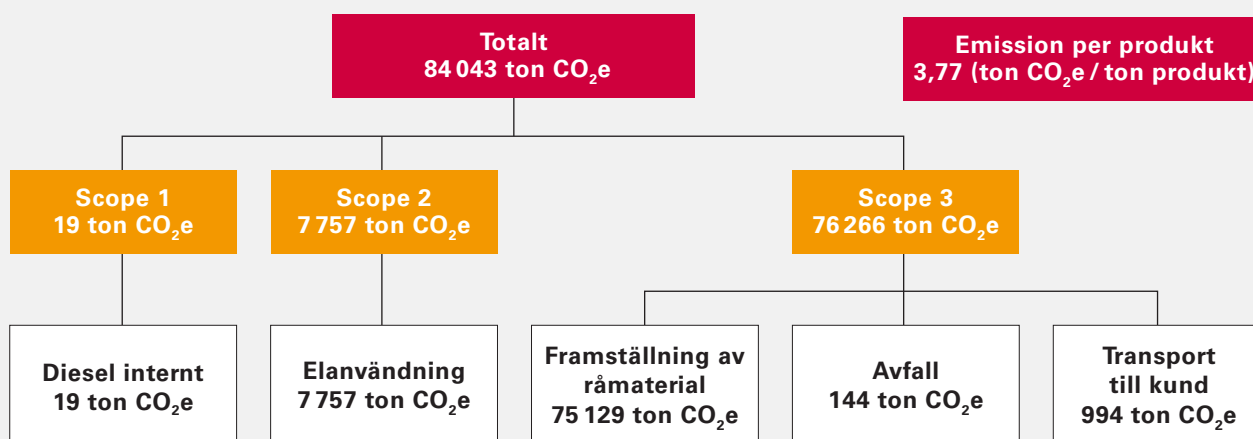 Totalt
84 043 ton CO₂e
Emission per produkt
3,77 (ton CO₂e / ton produkt)
Scope 1
19 ton CO₂e
Scope 2
7 757 ton CO₂e
Scope 3
76 266 ton CO₂e
Diesel internt
19 ton CO₂e
Elanvändning
7 757 ton CO₂e
Framställning av
råmaterial
75 129 ton CO₂e
Avfall
144 ton CO₂e
Transport
till kund
994 ton CO₂e